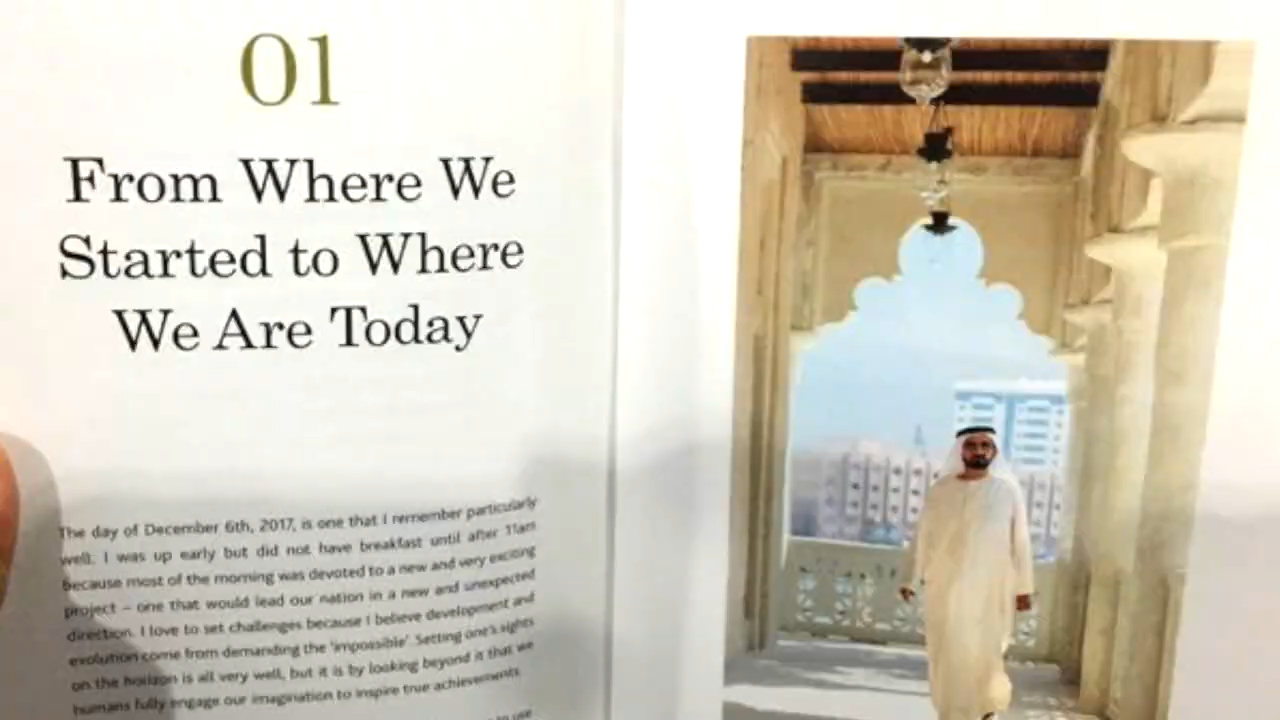 01
From Where We
Started to Where
We Are Today
The day of December 6th, 2017, is one that I remember particularly
well. I was up early but did not have breakfast until after 11am
because most of the morning was devoted to a new and very exciting
project – one that would lead our nation in a new and unexpected
direction. I love to set challenges because I believe development and
evolution come from demanding the 'impossible'. Setting one's sights
on the horizon is all very well, but it is by looking beyond it that we
humans fully engage our imagination to inspire true achievements.
to use